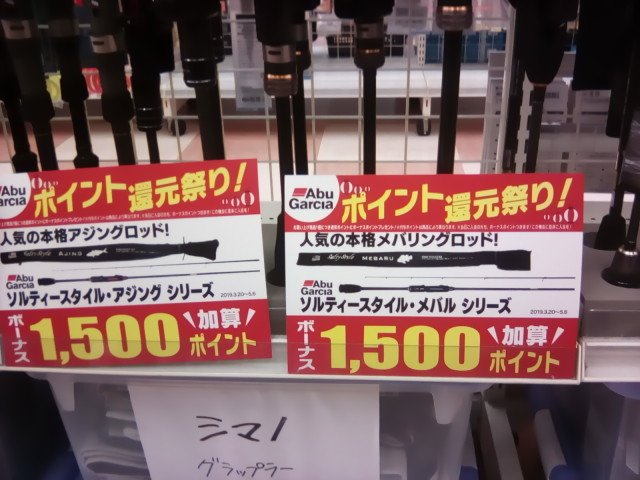 Abu
Garcia
ポイント還元祭り!
人気の本格アジングロッド!
AJING
Abu
Garcia
ソルティースタイル・アジング シリーズ
2019.3.20~5.6
ボーナス
1,500
加算
ポイント
Abu
Garcia
ポイント還元祭り!
人気の本格メバリングロッド!
MEBARU
Abu
Garcia
ソルティースタイル・メバル シリーズ
2019.3.20~5.6
ボーナス
1,500
加算
ポイント
シマノ
グラップラー